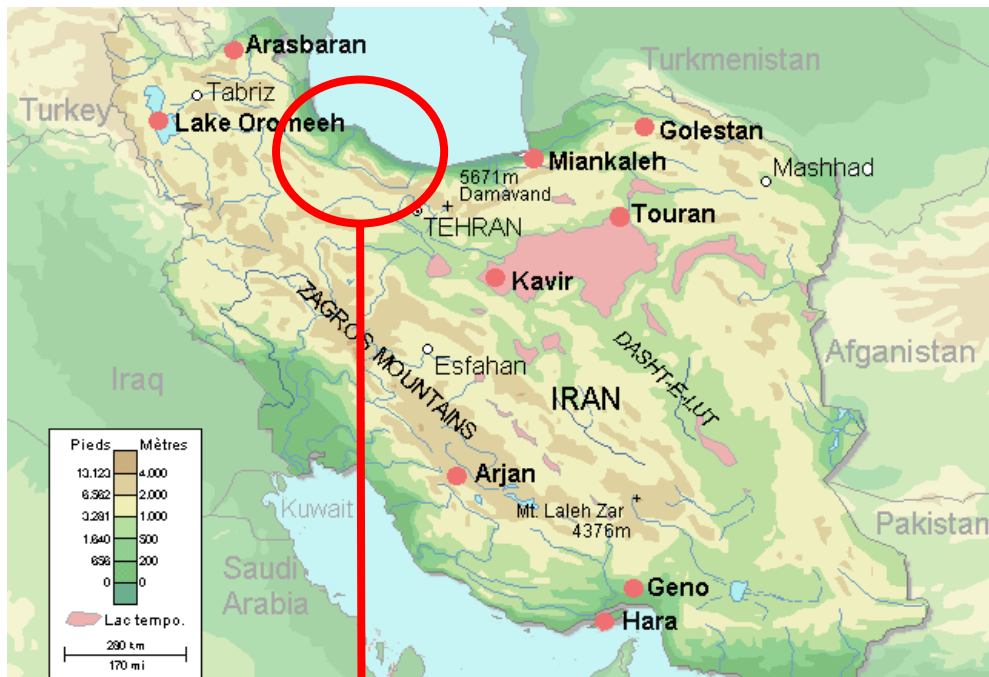 Arasbaran
Turkmenistan
Tabriz
Turkey
Lake Oromeeh
Golestan
Miankaleh
Mashhad
5671m
Damavand
TEHRAN
Touran
Kavir
ZAGROS MOUNTAINS
DASHT-E-LUT
Afganistan
Esfahan
Iraq
IRAN
Arjan
Kuwait
Mt. Laleh Zar
4376m
Pakistan
Saudi
Arabia
Geno
Hara
Pieds Mètres
13.123 4.000
6.562 2.000
3.281 1.000
1.640 500
656 200
0 0
Lac tempo.
280 km
170 mi